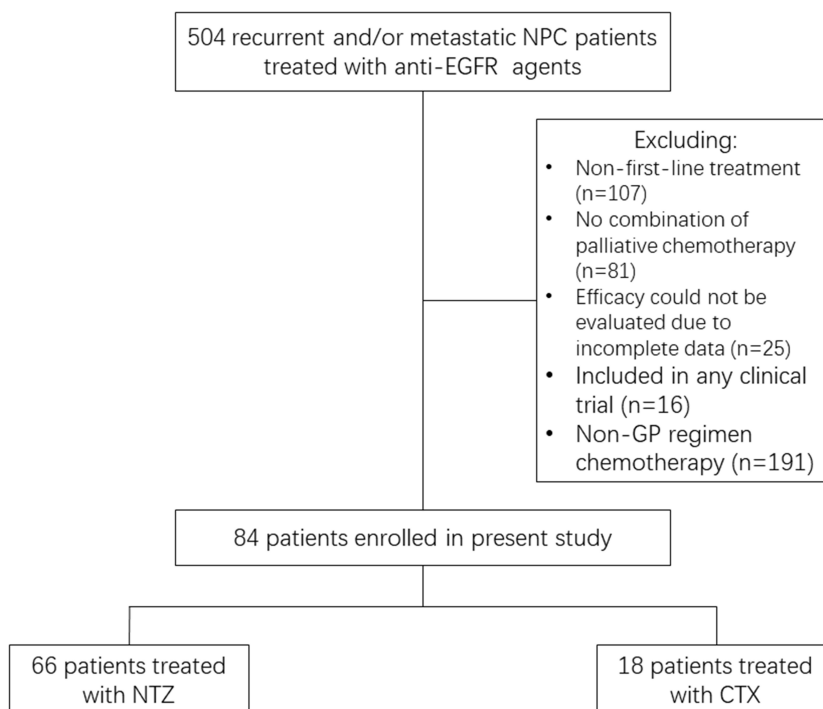 504 recurrent and/or metastatic NPC patients
treated with anti-EGFR agents
Excluding:
• Non-first-line treatment
(n=107)
• No combination of
palliative chemotherapy
(n=81)
• Efficacy could not be
evaluated due to
incomplete data (n=25)
• Included in any clinical
trial (n=16)
• Non-GP regimen
chemotherapy (n=191)
84 patients enrolled in present study
66 patients treated
with NTZ
18 patients treated
with CTX